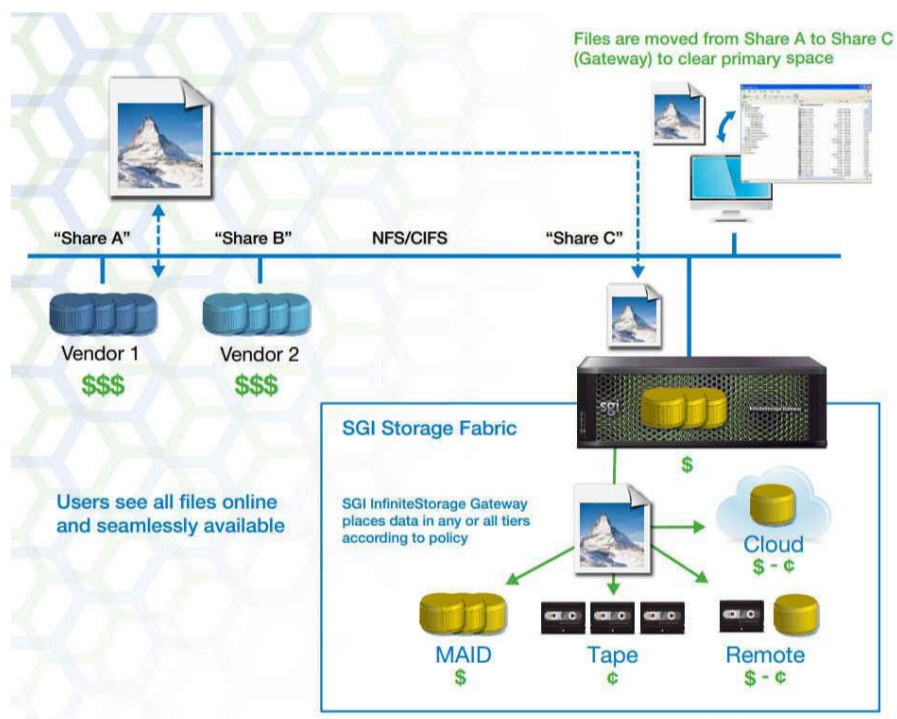 Files are moved from Share A to Share C
(Gateway) to clear primary space
“Share A”
“Share B”
NFS/CIFS
“Share C”
Vendor 1
$$$
Vendor 2
$$$
sgi
InfiniteStorage Gateway
$
SGI Storage Fabric
Users see all files online
and seamlessly available
SGI InfiniteStorage Gateway
places data in any or all tiers
according to policy
Cloud
$ - ¢
MAID
$
Tape
¢
Remote
$ - ¢